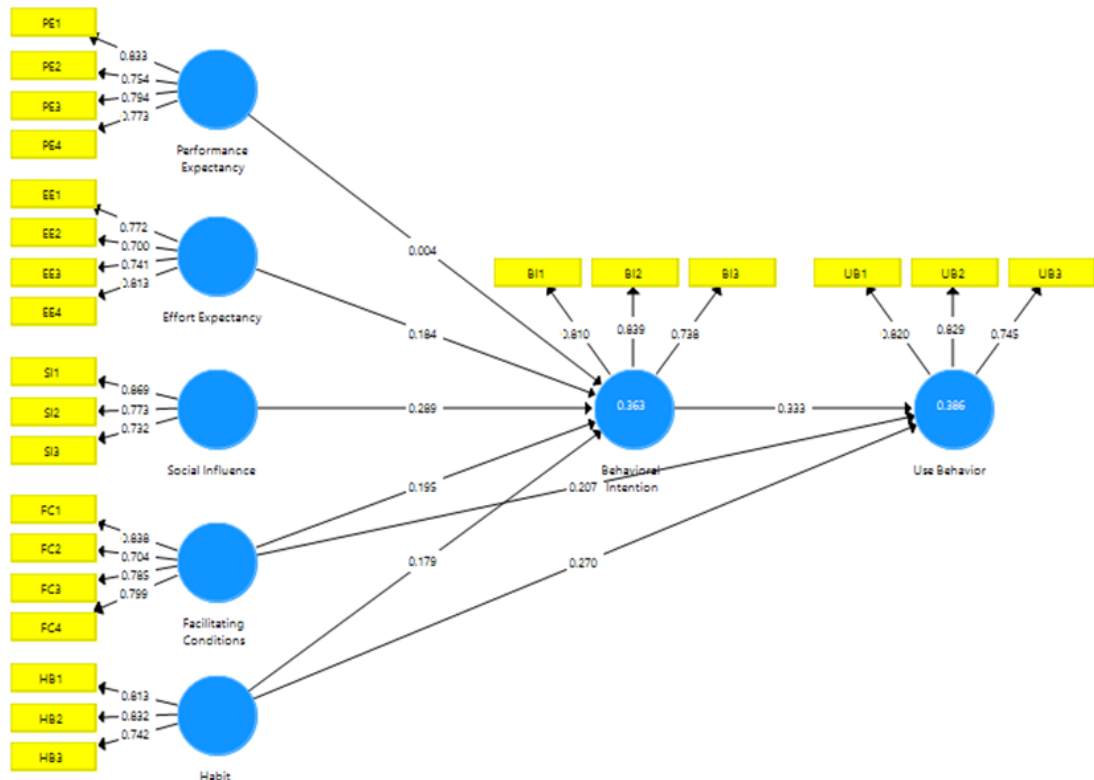 PE1
0.833
PE2
0.754
PE3
0.794
0.773
PE4
Performance
Expectancy
EE1
0.772
EE2
0.700
EE3
0.741
0.813
EE4
Effort Expectancy
SI1
0.869
SI2
0.773
0.732
SI3
Social Influence
FC1
0.838
FC2
0.704
FC3
0.785
0.799
FC4
Facilitating
Conditions
HB1
0.813
HB2
0.832
0.742
HB3
Habit
0.004
0.184
0.289
0.195
0.179
BI1
BI2
BI3
0.810
0.839
0.738
0.363
Behavioral
Intention
0.333
0.207
0.270
UB1
UB2
UB3
0.820
0.829
0.745
0.386
Use Behavior